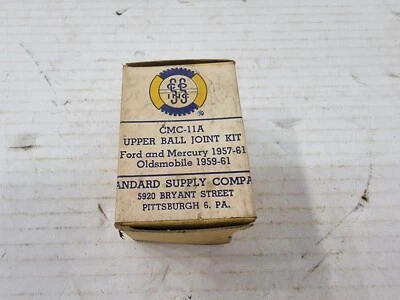 ®
CMC-11A
UPPER BALL JOINT KIT
Ford and Mercury 1957-61
Oldsmobile 1959-61
ANDARD SUPPLY COMPA
5920 BRYANT STREET
PITTSBURGH 6, PA.